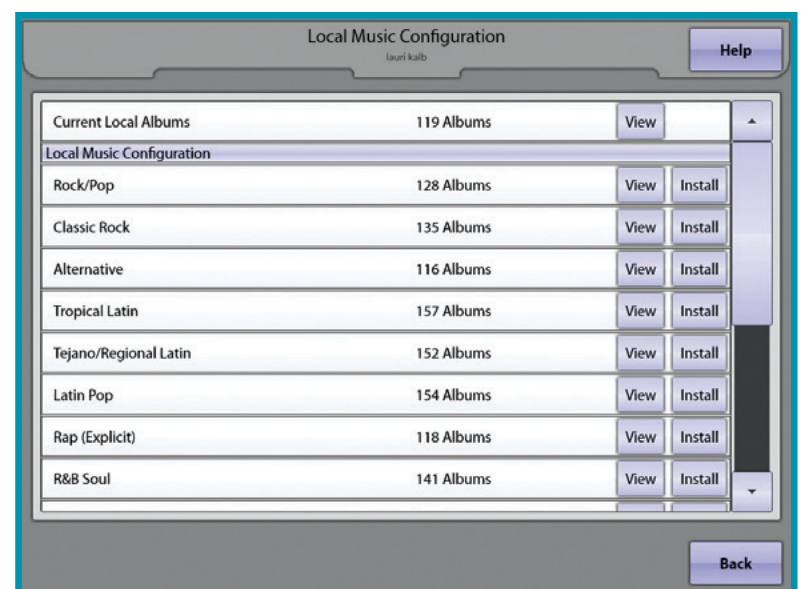 Local Music Configuration
lauri kalb
Help
Current Local Albums 119 Albums View
Local Music Configuration
Rock/Pop 128 Albums View Install
Classic Rock 135 Albums View Install
Alternative 116 Albums View Install
Tropical Latin 157 Albums View Install
Tejano/Regional Latin 152 Albums View Install
Latin Pop 154 Albums View Install
Rap (Explicit) 118 Albums View Install
R&B Soul 141 Albums View Install
Back